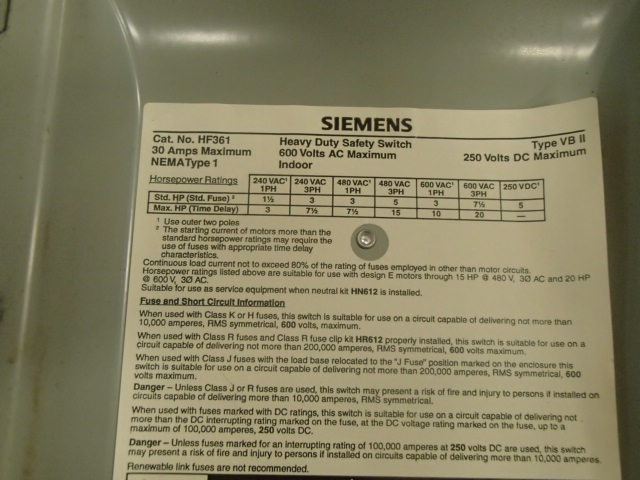 SIEMENS
Cat. No. HF361 Heavy Duty Safety Switch Type VB II
30 Amps Maximum 600 Volts AC Maximum 250 Volts DC Maximum
NEMA Type 1 Indoor
Horsepower Ratings 240 VAC¹ 1PH 240 VAC 3PH 480 VAC¹ 1PH 480 VAC 3PH 600 VAC¹ 1PH 600 VAC 3PH 250 VDC¹
Std. HP (Std. Fuse) ² 1½ 3 3 5 3 7½ 5
Max. HP (Time Delay) 3 7½ 7½ 15 10 20 —
¹ Use outer two poles
² The starting current of motors more than the
standard horsepower ratings may require the
use of fuses with appropriate time delay
characteristics.
Continuous load current not to exceed 80% of the rating of fuses employed in other than motor circuits.
Horsepower ratings listed above are suitable for use with design E motors through 15 HP @ 480 V, 3Ø AC and 20 HP
@ 600 V, 3Ø AC.
Suitable for use as service equipment when neutral kit HN612 is installed.
Fuse and Short Circuit Information
When used with Class K or H fuses, this switch is suitable for use on a circuit capable of delivering not more than
10,000 amperes, RMS symmetrical, 600 volts, maximum.
When used with Class R fuses and Class R fuse clip kit HR612 properly installed, this switch is suitable for use on a
circuit capable of delivering not more than 200,000 amperes, RMS symmetrical, 600 volts maximum.
When used with Class J fuses with the load base relocated to the "J Fuse" position marked on the enclosure this
switch is suitable for use on a circuit capable of delivering not more than 200,000 amperes, RMS symmetrical, 600
volts maximum.
Danger – Unless Class J or R fuses are used, this switch may present a risk of fire and injury to persons if installed on
circuits capable of delivering more than 10,000 amperes, RMS symmetrical.
When used with fuses marked with DC ratings, this switch is suitable for use on a circuit capable of delivering not
more than the DC interrupting rating marked on the fuse, at the DC voltage rating marked on the fuse, up to a
maximum of 100,000 amperes, 250 volts DC.
Danger – Unless fuses marked for an interrupting rating of 100,000 amperes at 250 volts DC are used, this switch
may present a risk of fire and injury to persons if installed on circuits capable of delivering more than 10,000 amperes.
Renewable link fuses are not recommended.